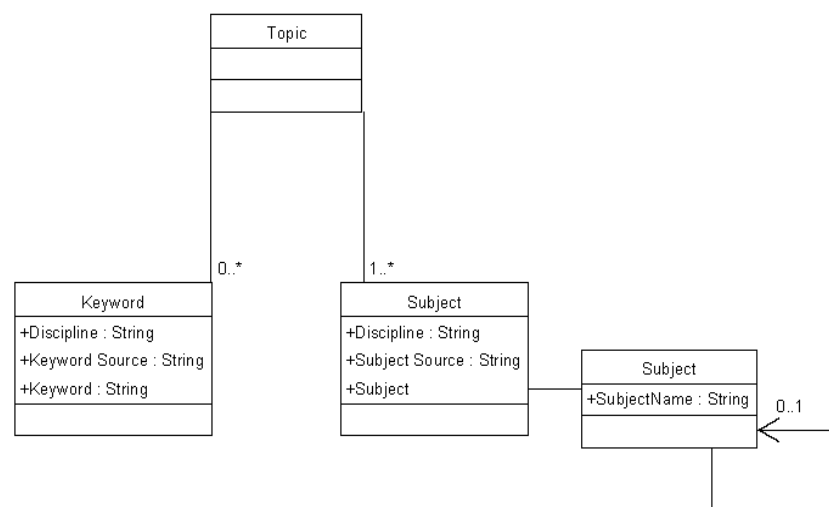 Topic
0..*
1..*
Keyword
+Discipline : String
+Keyword Source : String
+Keyword : String
Subject
+Discipline : String
+Subject Source : String
+Subject
Subject
+SubjectName : String
0..1